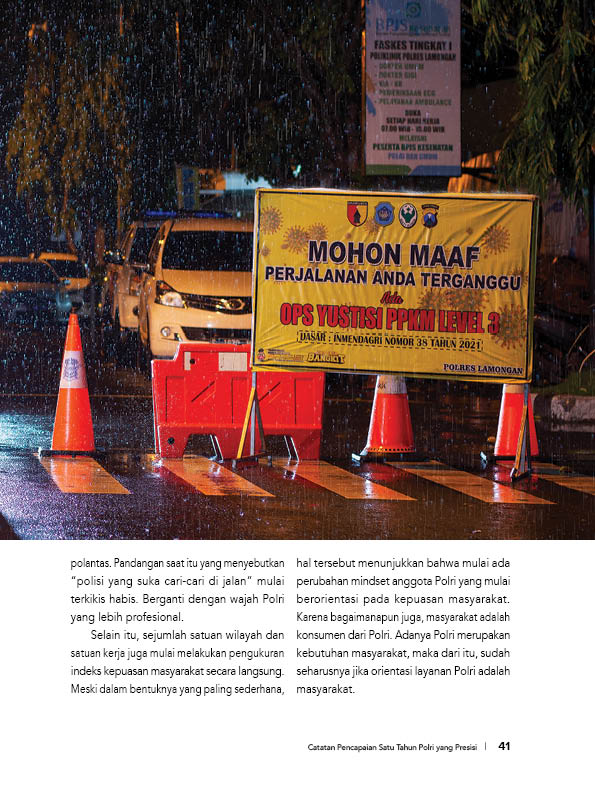 BPJS Kesehatan
FASKES TINGKAT I
POLIKLINIK POLRES LAMONGAN
- DOKTER UMUM
- DOKTER GIGI
- KIA - KB
- PEMERIKSAAN ECG
- PELAYANAN AMBULANCE
BUKA
SETIAP HARI KERJA
MELAYANI
PESERTA BPJS KESEHATAN
POLRI DAN UMUM
MOHON MAAF
PERJALANAN ANDA TERGANGGU
Ada
OPS YUSTISI PPKM LEVEL 3
DASAR : INMENDAGRI NOMOR 38 TAHUN 2021
BANGKIT
POLRES LAMONGAN
polantas. Pandangan saat itu yang menyebutkan
“polisi yang suka cari-cari di jalan” mulai
terkikis habis. Berganti dengan wajah Polri
yang lebih profesional.
Selain itu, sejumlah satuan wilayah dan
satuan kerja juga mulai melakukan pengukuran
indeks kepuasan masyarakat secara langsung.
Meski dalam bentuknya yang paling sederhana,
hal tersebut menunjukkan bahwa mulai ada
perubahan mindset anggota Polri yang mulai
berorientasi pada kepuasan masyarakat.
Karena bagaimanapun juga, masyarakat adalah
konsumen dari Polri. Adanya Polri merupakan
kebutuhan masyarakat, maka dari itu, sudah
seharusnya jika orientasi layanan Polri adalah
masyarakat.
Catatan Pencapaian Satu Tahun Polri yang Presisi | 41